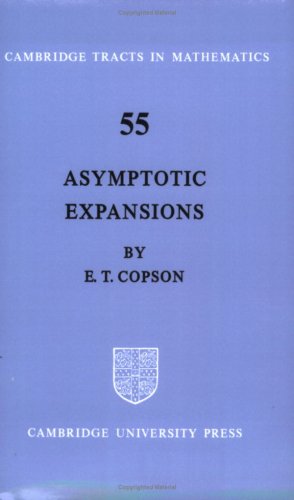 CAMBRIDGE TRACTS IN MATHEMATICS
55
ASYMPTOTIC
EXPANSIONS
BY
E. T. COPSON
CAMBRIDGE UNIVERSITY PRESS